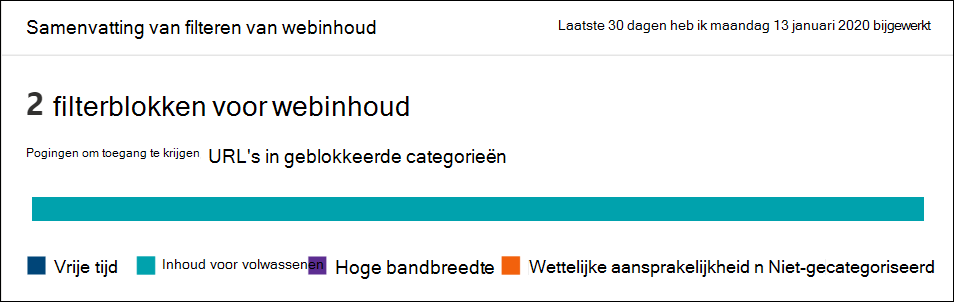 Samenvatting van filteren van webinhoud
Laatste 30 dagen heb ik maandag 13 januari 2020 bijgewerkt
2 filterblokken voor webinhoud
Pogingen om toegang te krijgen URL's in geblokkeerde categorieën
Vrije tijd Inhoud voor volwassenen Hoge bandbreedte Wettelijke aansprakelijkheid n Niet-gecategoriseerd